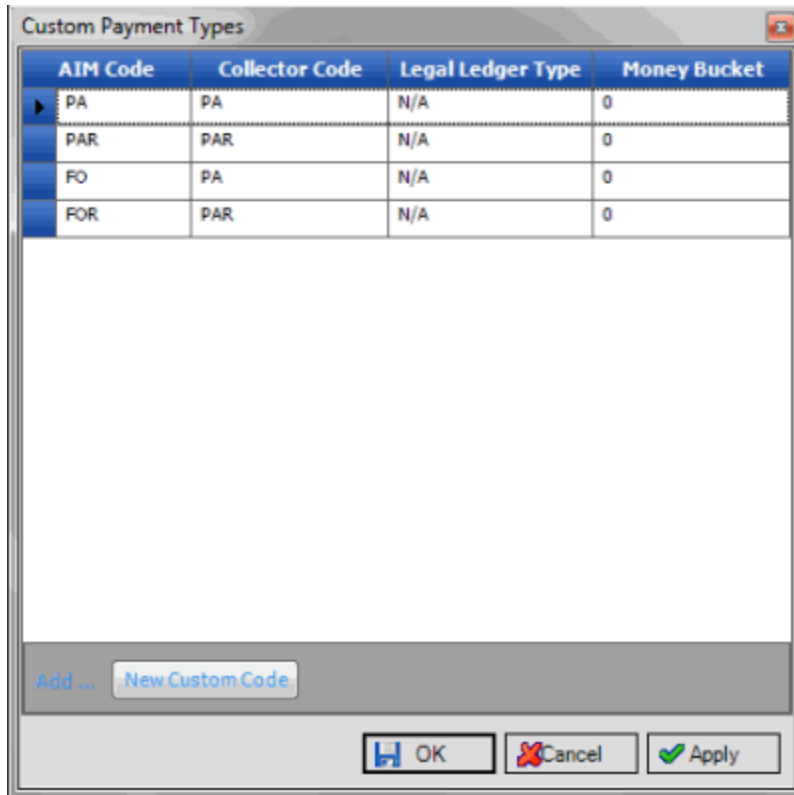 Custom Payment Types
AIM Code Collector Code Legal Ledger Type Money Bucket
PA PA N/A 0
PAR PAR N/A 0
FO PA N/A 0
FOR PAR N/A 0
Add ... New Custom Code
OK Cancel Apply